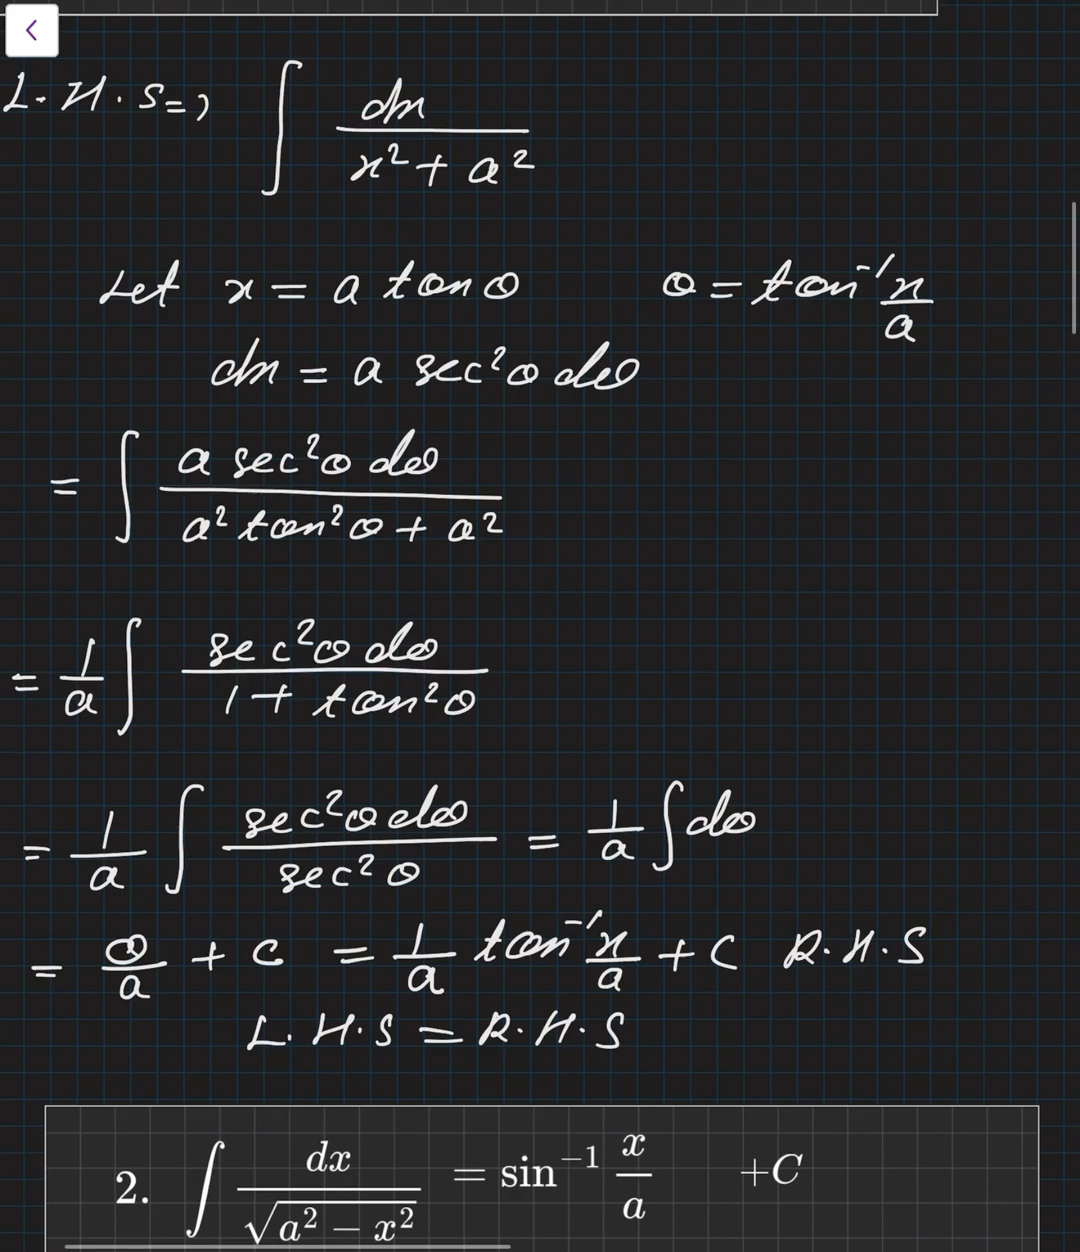 L.H.S => ∫ dx / (x² + a²)
Let x = a tan θ    θ = tan⁻¹ x/a
dx = a sec²θ dθ
= ∫ a sec²θ dθ / (a² tan²θ + a²)
= 1/a ∫ sec²θ dθ / (1 + tan²θ)
= 1/a ∫ sec²θ dθ / sec²θ = 1/a ∫ dθ
= θ/a + C = 1/a tan⁻¹ x/a + C R.H.S
L.H.S = R.H.S
2. ∫ dx / √(a² − x²) = sin⁻¹ x/a +C